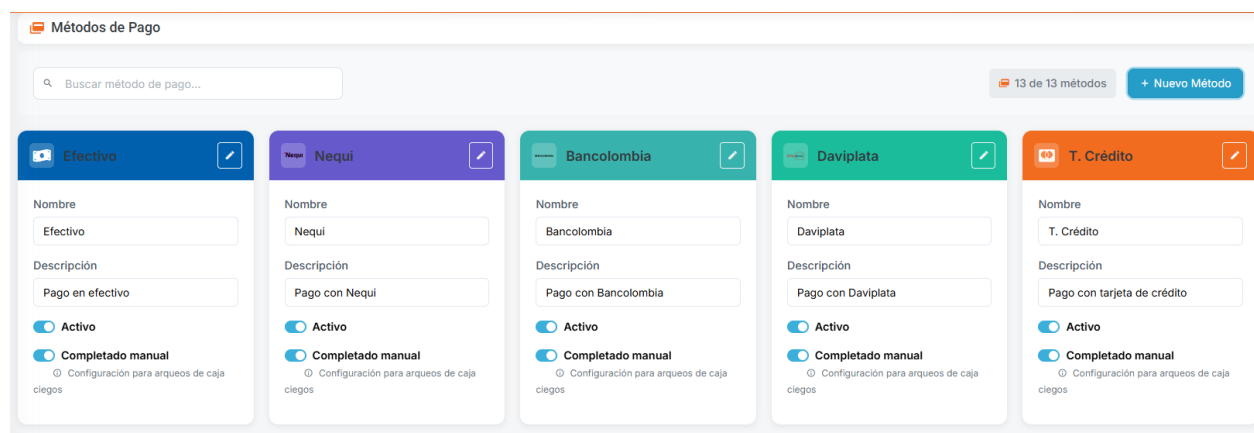 Métodos de Pago
Buscar método de pago...
13 de 13 métodos
+ Nuevo Método
Efectivo
Nombre
Efectivo
Descripción
Pago en efectivo
Activo
Completado manual
Configuración para arqueos de caja
ciegos
Nequi
Nequi
Nombre
Nequi
Descripción
Pago con Nequi
Activo
Completado manual
Configuración para arqueos de caja
ciegos
Bancolombia
Nombre
Bancolombia
Descripción
Pago con Bancolombia
Activo
Completado manual
Configuración para arqueos de caja
ciegos
Daviplata
Nombre
Daviplata
Descripción
Pago con Daviplata
Activo
Completado manual
Configuración para arqueos de caja
ciegos
T. Crédito
Nombre
T. Crédito
Descripción
Pago con tarjeta de crédito
Activo
Completado manual
Configuración para arqueos de caja
ciegos